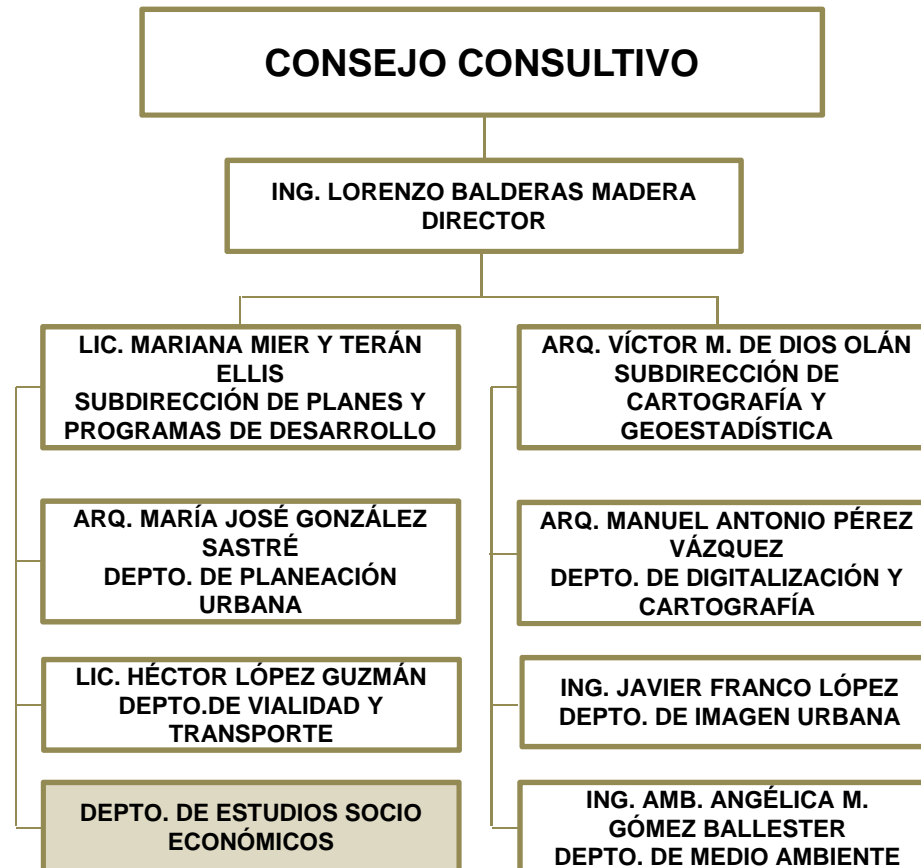 CONSEJO CONSULTIVO
ING. LORENZO BALDERAS MADERA
DIRECTOR
LIC. MARIANA MIER Y TERÁN
ELLIS
SUBDIRECCIÓN DE PLANES Y
PROGRAMAS DE DESARROLLO
ARQ. VÍCTOR M. DE DIOS OLÁN
SUBDIRECCIÓN DE
CARTOGRAFÍA Y
GEOESTADÍSTICA
ARQ. MARÍA JOSÉ GONZÁLEZ
SASTRÉ
DEPTO. DE PLANEACIÓN
URBANA
ARQ. MANUEL ANTONIO PÉREZ
VÁZQUEZ
DEPTO. DE DIGITALIZACIÓN Y
CARTOGRAFÍA
LIC. HÉCTOR LÓPEZ GUZMÁN
DEPTO.DE VIALIDAD Y
TRANSPORTE
ING. JAVIER FRANCO LÓPEZ
DEPTO. DE IMAGEN URBANA
DEPTO. DE ESTUDIOS SOCIO
ECONÓMICOS
ING. AMB. ANGÉLICA M.
GÓMEZ BALLESTER
DEPTO. DE MEDIO AMBIENTE